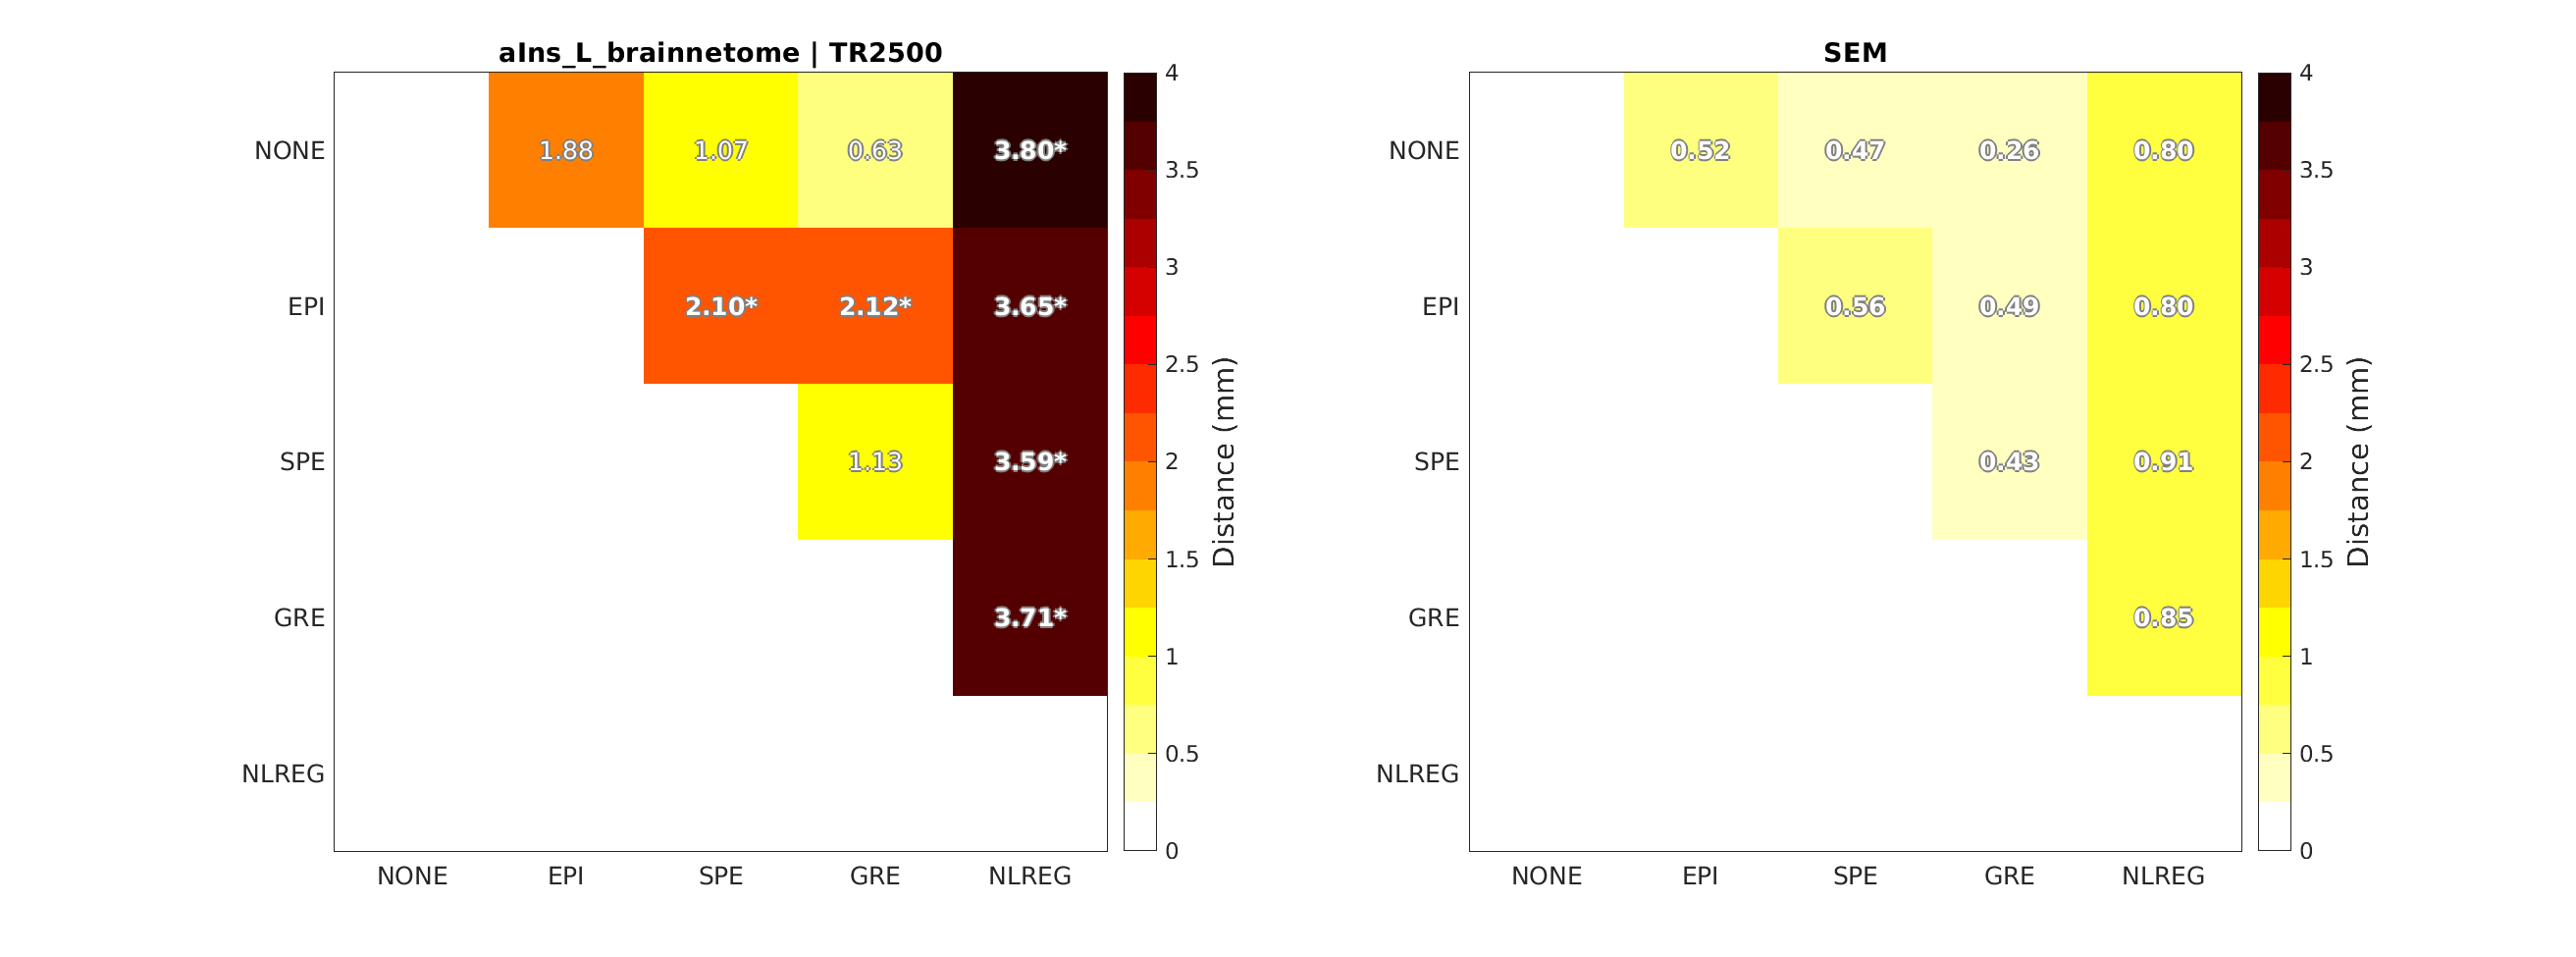 aIns_L_brainnetome | TR2500
NONE 1.88 1.07 0.63 3.80*
EPI 2.10* 2.12* 3.65*
SPE 1.13 3.59*
GRE 3.71*
NLREG
NONE EPI SPE GRE NLREG
4
3.5
3
2.5
2
1.5
1
0.5
0
Distance (mm)
SEM
NONE 0.52 0.47 0.26 0.80
EPI 0.56 0.49 0.80
SPE 0.43 0.91
GRE 0.85
NLREG
NONE EPI SPE GRE NLREG
4
3.5
3
2.5
2
1.5
1
0.5
0
Distance (mm)